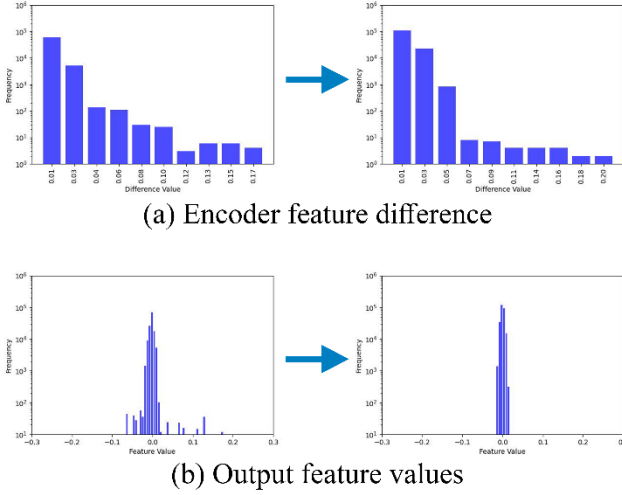 10⁶
10⁵
10⁴
10³
10²
10¹
10⁰
Frequency
0.01 0.03 0.04 0.06 0.08 0.10 0.12 0.13 0.15 0.17
Difference Value
10⁶
10⁵
10⁴
10³
10²
10¹
10⁰
Frequency
0.01 0.03 0.05 0.07 0.09 0.11 0.14 0.16 0.18 0.20
Difference Value
(a) Encoder feature difference
10⁶
10⁵
10⁴
10³
10²
10¹
Frequency
−0.3 −0.2 −0.1 0.0 0.1 0.2 0.3
Feature Value
10⁶
10⁵
10⁴
10³
10²
10¹
Frequency
−0.3 −0.2 −0.1 0.0 0.1 0.2 0.3
Feature Value
(b) Output feature values